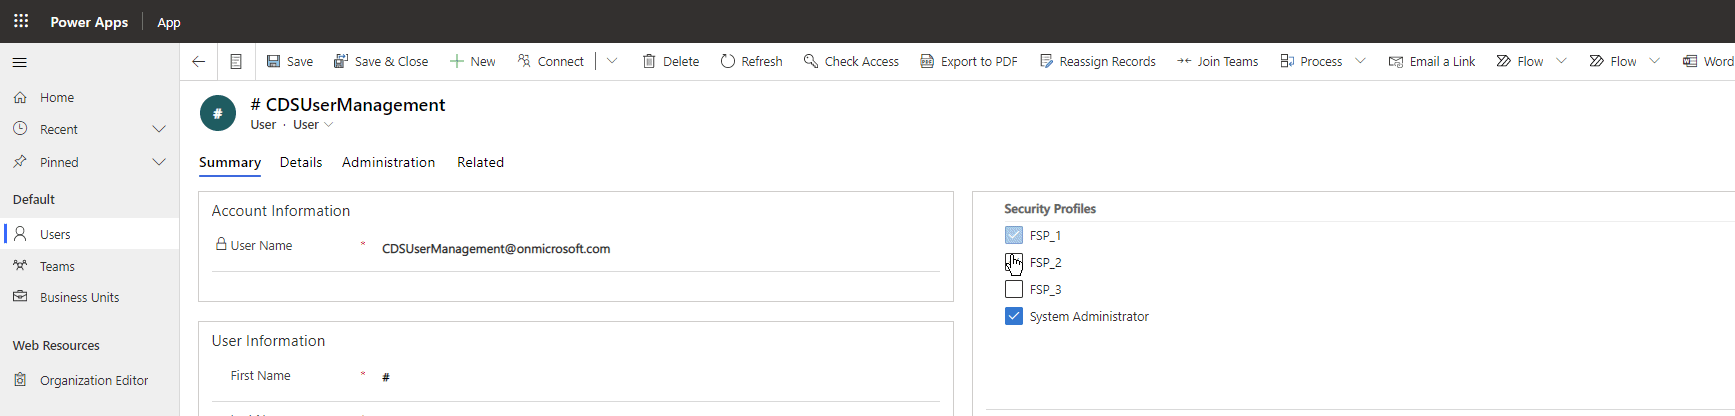 Power Apps App
Save Save & Close New Connect Delete Refresh Check Access Export to PDF Reassign Records Join Teams Process Email a Link Flow Flow Word
Home
Recent
Pinned
Default
Users
Teams
Business Units
Web Resources
Organization Editor
#
# CDSUserManagement
User · User
Summary Details Administration Related
Account Information
User Name * CDSUserManagement@onmicrosoft.com
User Information
First Name * #
Security Profiles
FSP_1
FSP_2
FSP_3
System Administrator